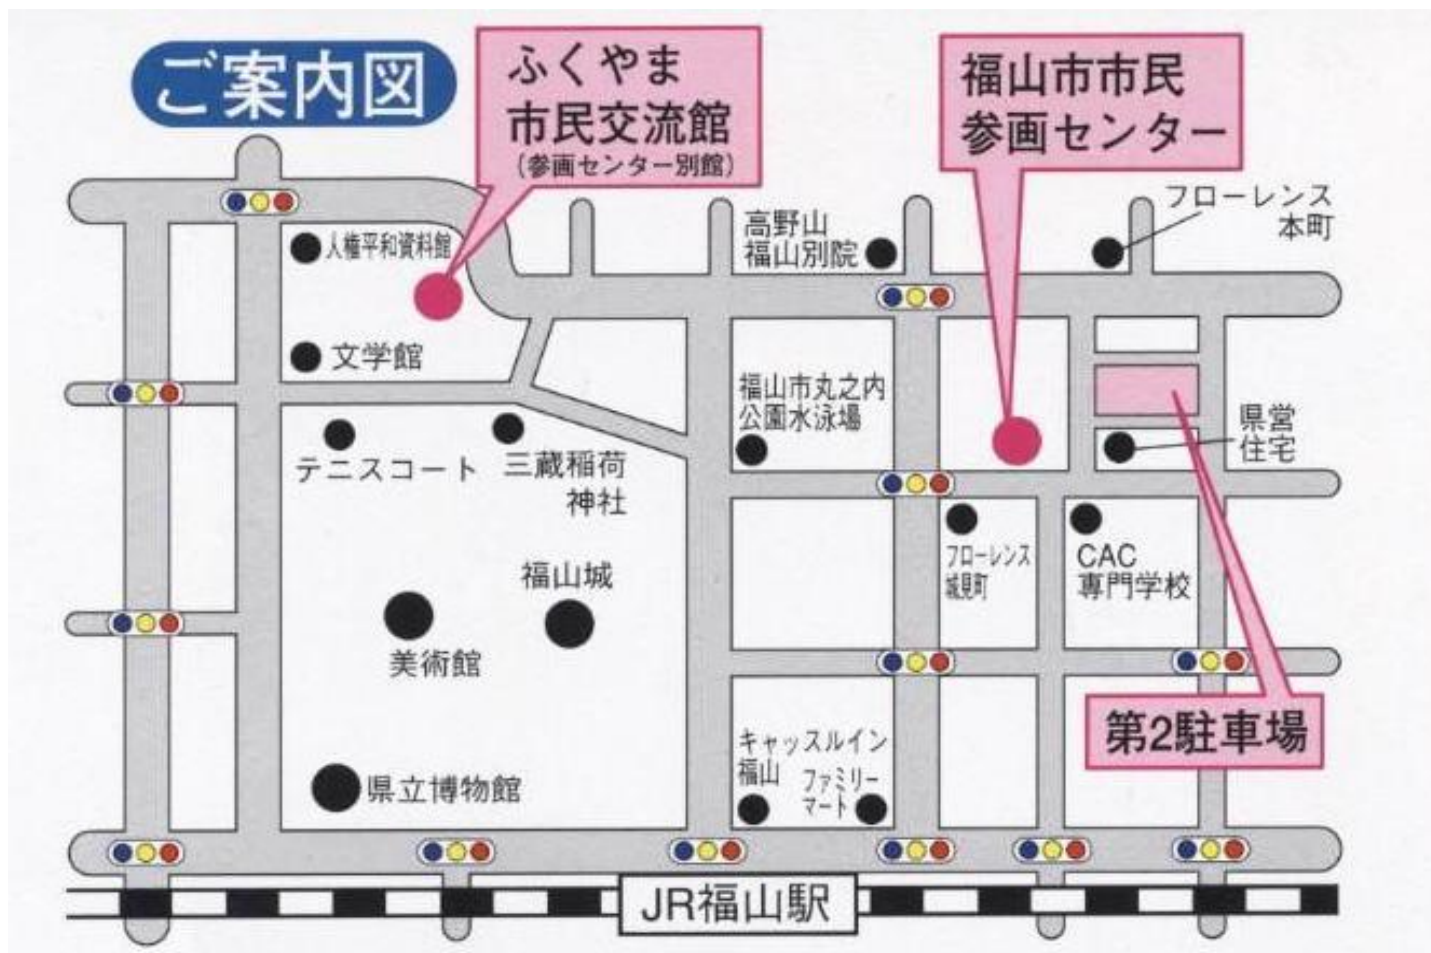 ご案内図
ふくやま
市民交流館
(参画センター別館)
福山市市民
参画センター
フローレンス
本町
高野山
福山別院
人権平和資料館
文学館
福山市丸之内
公園水泳場
県営
住宅
テニスコート
三蔵稲荷
神社
フローレンス
城見町
CAC
専門学校
福山城
美術館
第2駐車場
キャッスルイン
福山
ファミリー
マート
県立博物館
JR福山駅